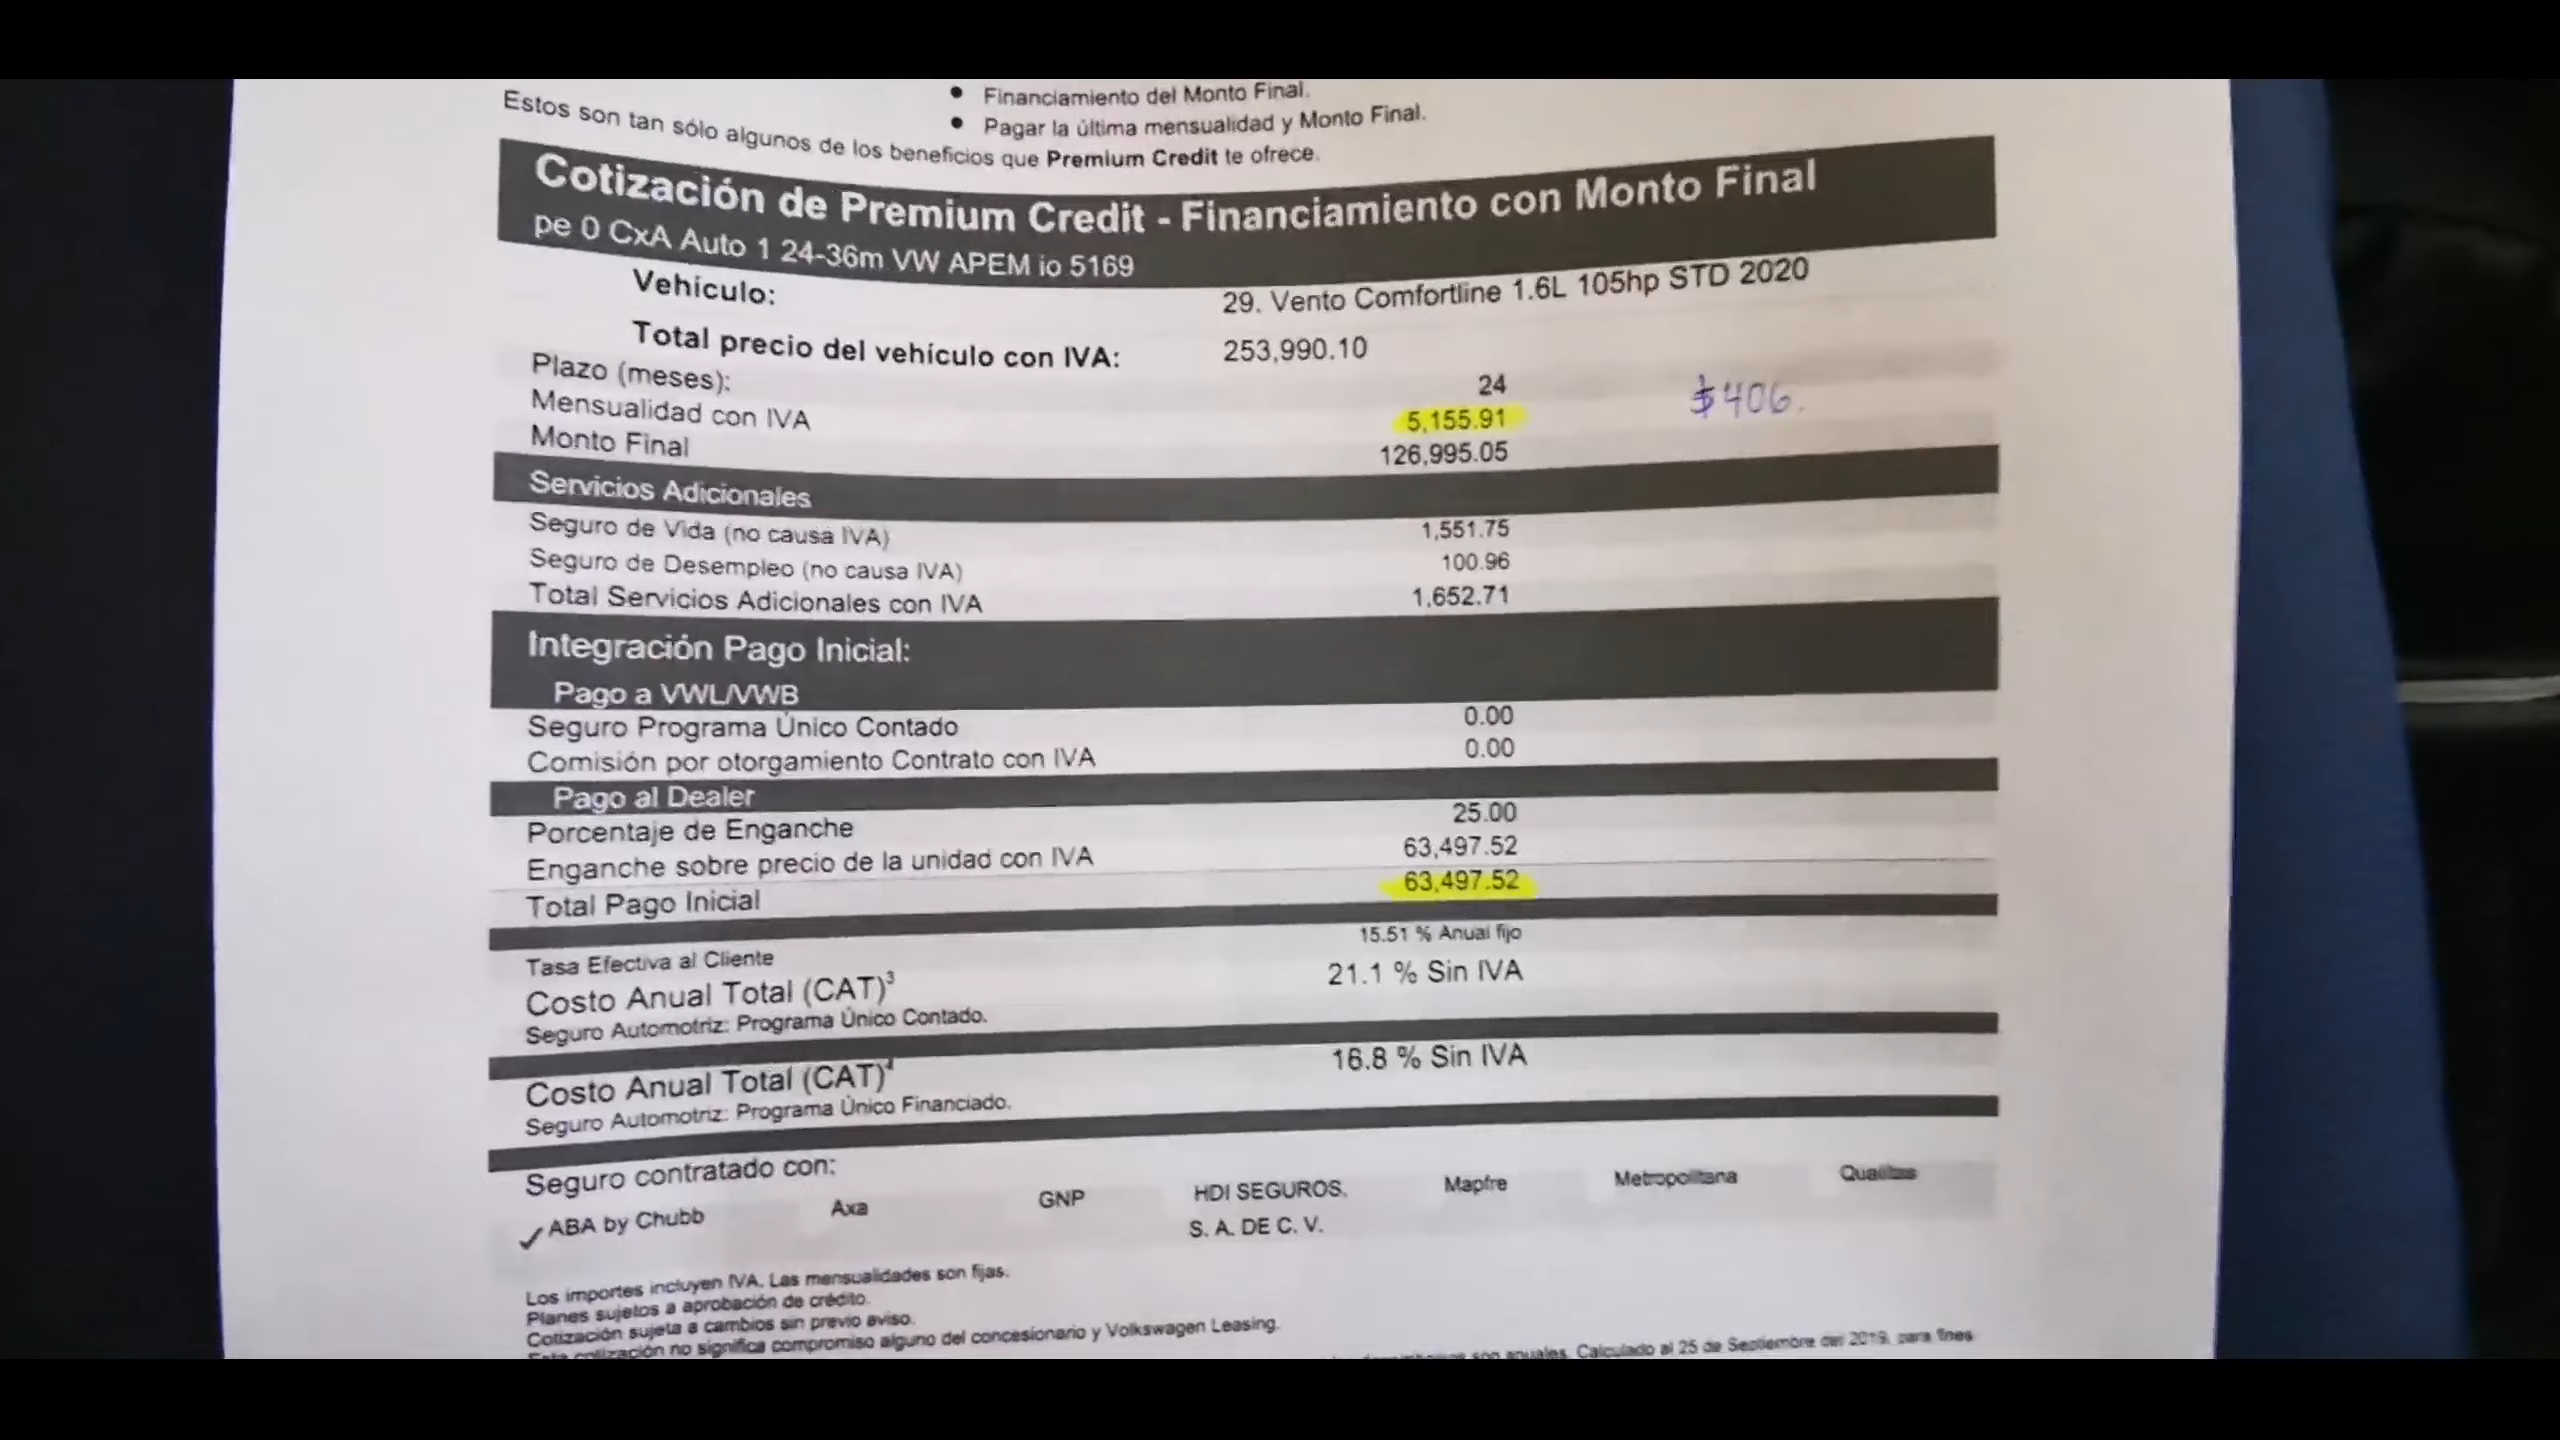 • Financiamiento del Monto Final.
• Pagar la última mensualidad y Monto Final.
Estos son tan sólo algunos de los beneficios que Premium Credit te ofrece.
Cotización de Premium Credit - Financiamiento con Monto Final
pe 0 CxA Auto 1 24-36m VW APEM io 5169
Vehículo: 29. Vento Comfortline 1.6L 105hp STD 2020
Total precio del vehículo con IVA: 253,990.10
Plazo (meses): 24
Mensualidad con IVA 5,155.91 $406.
Monto Final 126,995.05
Servicios Adicionales
Seguro de Vida (no causa IVA) 1,551.75
Seguro de Desempleo (no causa IVA) 100.96
Total Servicios Adicionales con IVA 1,652.71
Integración Pago Inicial:
Pago a VWL/VWB
Seguro Programa Único Contado 0.00
Comisión por otorgamiento Contrato con IVA 0.00
Pago al Dealer
Porcentaje de Enganche 25.00
Enganche sobre precio de la unidad con IVA 63,497.52
Total Pago Inicial 63,497.52
Tasa Efectiva al Cliente 15.51 % Anual fijo
Costo Anual Total (CAT)3 21.1 % Sin IVA
Seguro Automotriz: Programa Único Contado.
Costo Anual Total (CAT)4 16.8 % Sin IVA
Seguro Automotriz: Programa Único Financiado.
Seguro contratado con:
✓ ABA by Chubb Axa GNP HDI SEGUROS, Mapfre Metropolitana Qualitas
S. A. DE C. V.
Los importes incluyen IVA. Las mensualidades son fijas.
Planes sujetos a aprobación de crédito.
Cotización sujeta a cambios sin previo aviso.
Esta cotización no significa compromiso alguno del concesionario y Volkswagen Leasing.
son anuales. Calculado al 25 de Septiembre del 2019, para fines